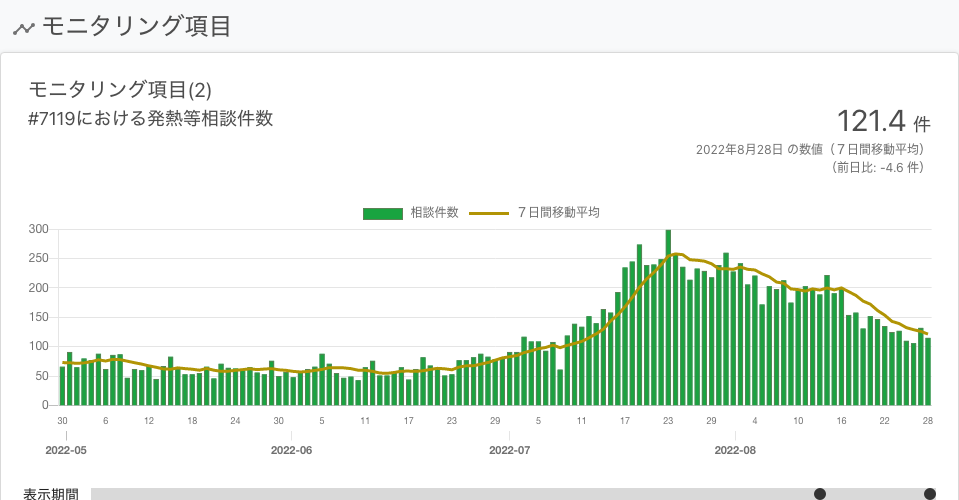 モニタリング項目
モニタリング項目(2)
#7119における発熱等相談件数
121.4 件
2022年8月28日 の数値（７日間移動平均）
（前日比: -4.6 件）
相談件数 ７日間移動平均
300
250
200
150
100
50
0
30 6 12 18 24 30 5 11 17 23 29 5 11 17 23 29 4 10 16 22 28
2022-05 2022-06 2022-07 2022-08
表示期間